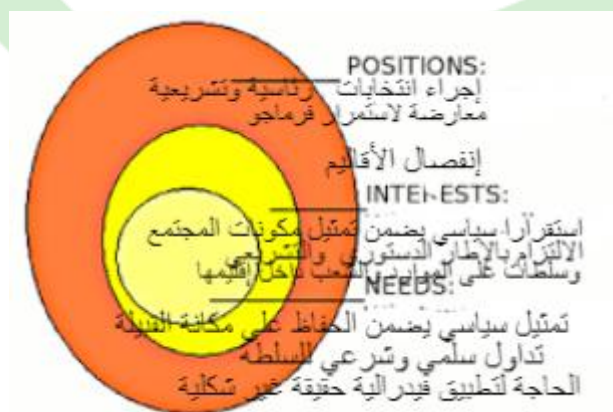 POSITIONS:
إجراء انتخابات رئاسية وتشريعية
معارضة لاستمرار فرماجو
إنفصال الأقاليم
INTERESTS:
استقرارا سياسي يضمن تمثيل مكونات المجتمع
الالتزام بالإطار الدستوري والتشريعي
وسلطات على الموارد والشعب داخل إقليمها
NEEDS:
تمثيل سياسي يضمن الحفاظ على مكانة القبيلة
تداول سلمي وشرعي للسلطة
الحاجة لتطبيق فيدرالية حقيقة غير شكلية